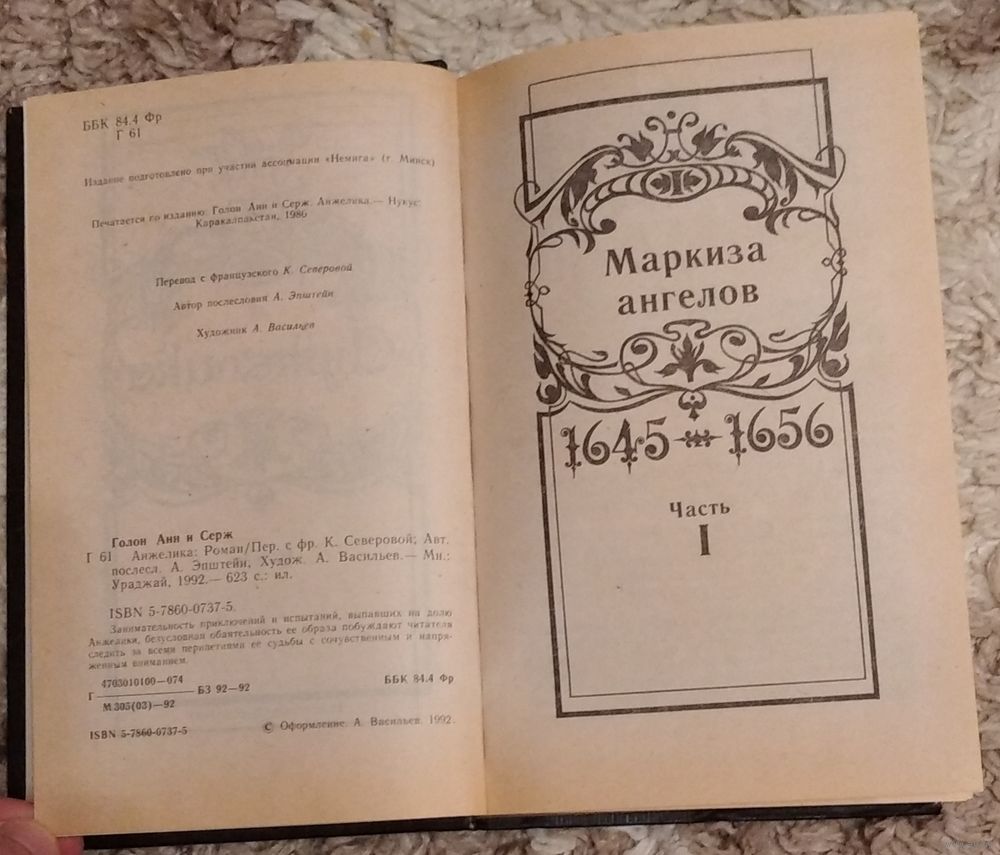 ББК 84.4 Фр
Г 61
Издание подготовлено при участии ассоциации «Немига» (г. Минск)
Печатается по изданию: Голон Анн и Серж. Анжелика.— Нукус:
Каракалпакстан, 1986
Перевод с французского К. Северовой
Автор послесловия А. Эпштейн
Художник А. Васильев
Голон Анн и Серж
Г 61 Анжелика: Роман/Пер. с фр. К. Северовой; Авт.
послесл. А. Эпштейн, Худож. А. Васильев.— Мн.:
Ураджай, 1992.— 623 с.: ил.
ISBN 5-7860-0737-5.
Занимательность приключений и испытаний, выпавших на долю
Анжелики, безусловная обаятельность ее образа побуждают читателя
следить за всеми перипетиями ее судьбы с сочувственным и напря-
женным вниманием.
4703010100—074
Г БЗ 92—92
М 305(03)—92
ББК 84.4 Фр
ISBN 5-7860-0737-5
© Оформление. А. Васильев. 1992.
I
Маркиза
ангелов
1645 1656
Часть
I